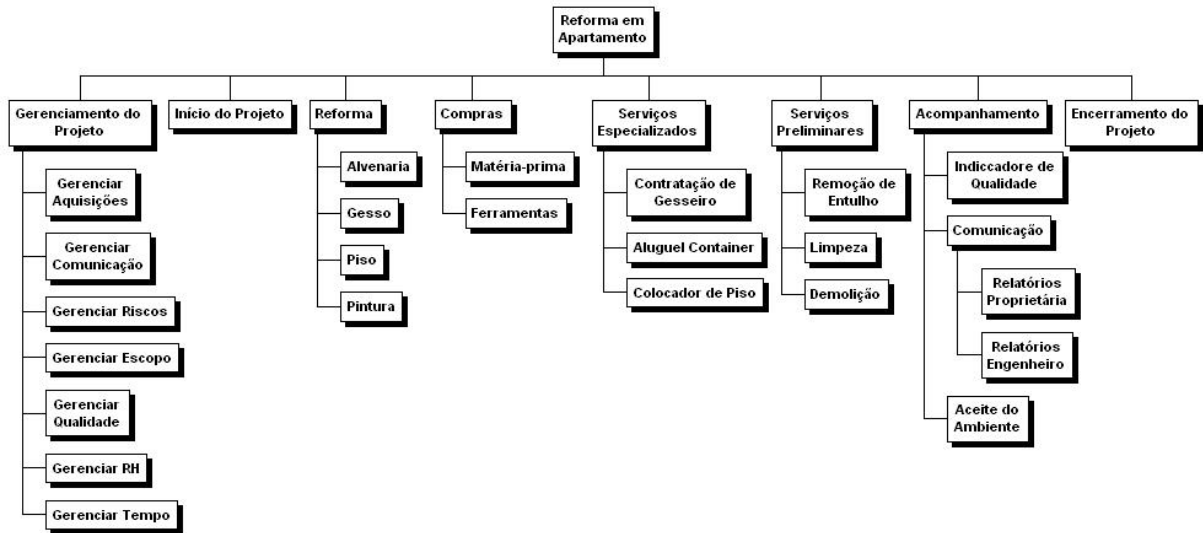 Reforma em
Apartamento
Gerenciamento do
Projeto
Início do Projeto
Reforma
Compras
Serviços
Especializados
Serviços
Preliminares
Acompanhamento
Encerramento do
Projeto
Gerenciar
Aquisições
Gerenciar
Comunicação
Gerenciar Riscos
Gerenciar Escopo
Gerenciar
Qualidade
Gerenciar RH
Gerenciar Tempo
Alvenaria
Gesso
Piso
Pintura
Matéria-prima
Ferramentas
Contratação de
Gesseiro
Aluguel Container
Colocador de Piso
Remoção de
Entulho
Limpeza
Demolição
Indiccadore de
Qualidade
Comunicação
Relatórios
Proprietária
Relatórios
Engenheiro
Aceite do
Ambiente